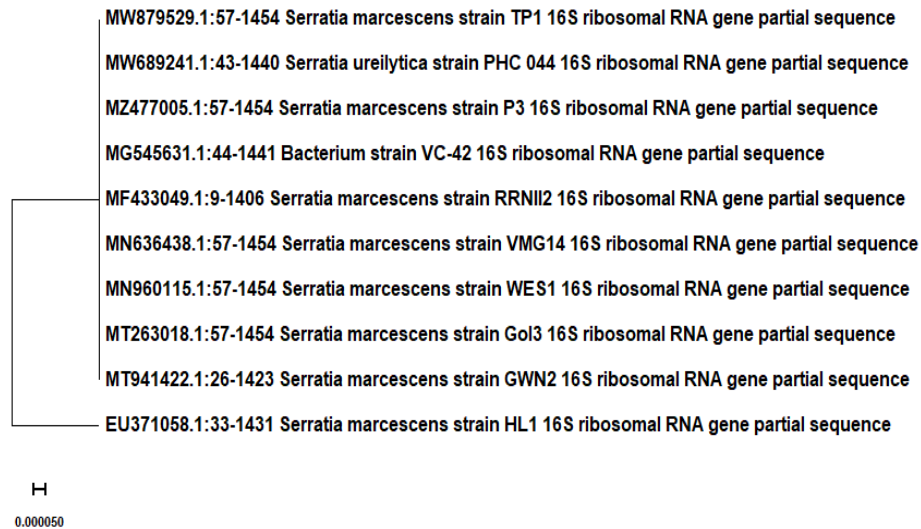 MW879529.1:57-1454 Serratia marcescens strain TP1 16S ribosomal RNA gene partial sequence
MW689241.1:43-1440 Serratia ureilytica strain PHC 044 16S ribosomal RNA gene partial sequence
MZ477005.1:57-1454 Serratia marcescens strain P3 16S ribosomal RNA gene partial sequence
MG545631.1:44-1441 Bacterium strain VC-42 16S ribosomal RNA gene partial sequence
MF433049.1:9-1406 Serratia marcescens strain RRNII2 16S ribosomal RNA gene partial sequence
MN636438.1:57-1454 Serratia marcescens strain VMG14 16S ribosomal RNA gene partial sequence
MN960115.1:57-1454 Serratia marcescens strain WES1 16S ribosomal RNA gene partial sequence
MT263018.1:57-1454 Serratia marcescens strain Gol3 16S ribosomal RNA gene partial sequence
MT941422.1:26-1423 Serratia marcescens strain GWN2 16S ribosomal RNA gene partial sequence
EU371058.1:33-1431 Serratia marcescens strain HL1 16S ribosomal RNA gene partial sequence
0.000050